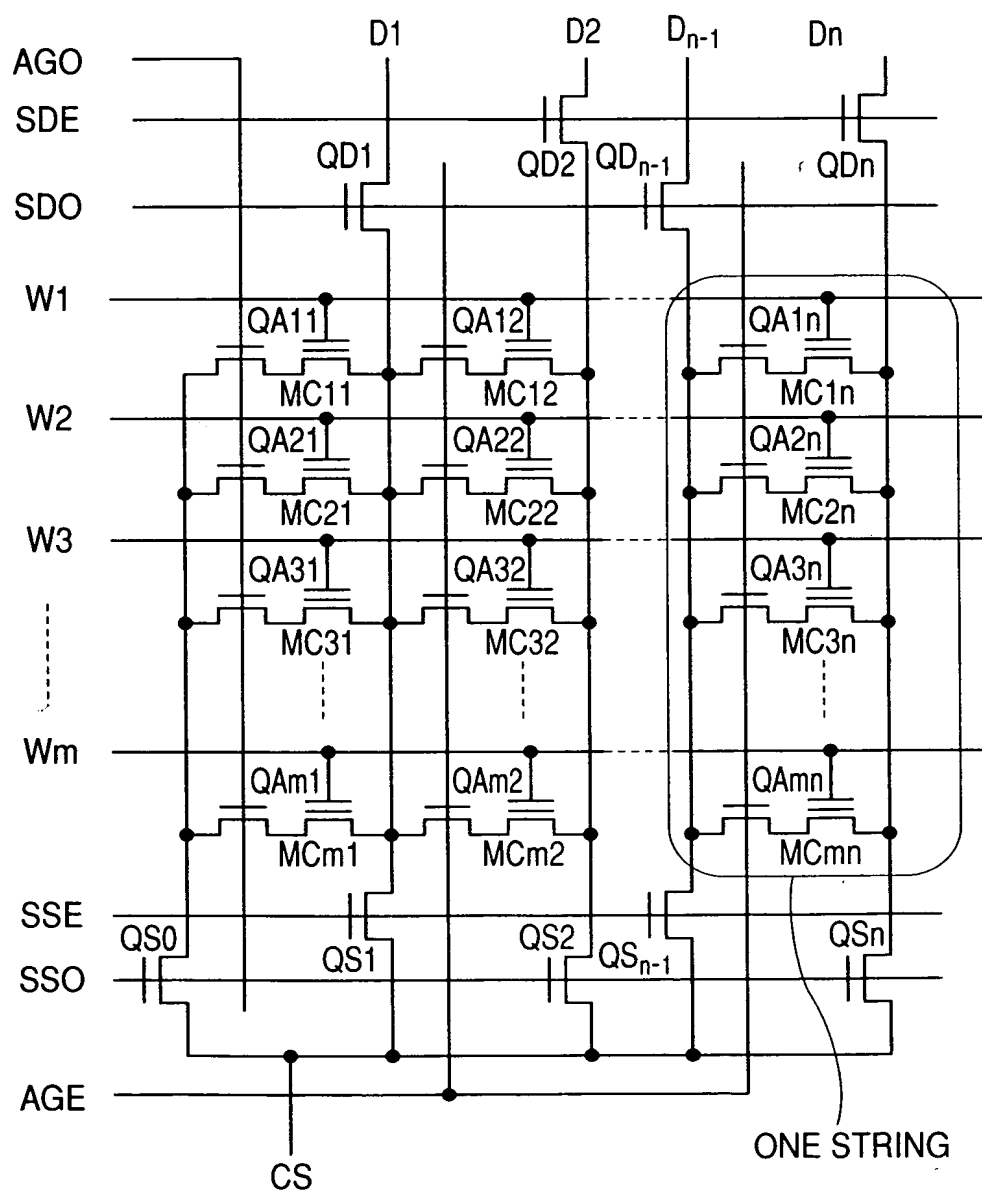 D1 D2 Dn-1 Dn
AGO
SDE
QD1 QD2 QDn-1 QDn
SDO
W1
QA11 QA12 QA1n
MC11 MC12 MC1n
W2
QA21 QA22 QA2n
MC21 MC22 MC2n
W3
QA31 QA32 QA3n
MC31 MC32 MC3n
Wm
QAm1 QAm2 QAmn
MCm1 MCm2 MCmn
SSE
QS0 QS1 QS2 QSn-1 QSn
SSO
AGE
ONE STRING
CS